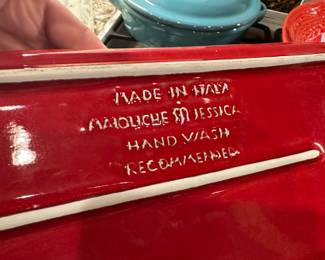 MADE IN ITALY
MAIOLICHE JESSICA
HAND WASH
RECOMMENDED